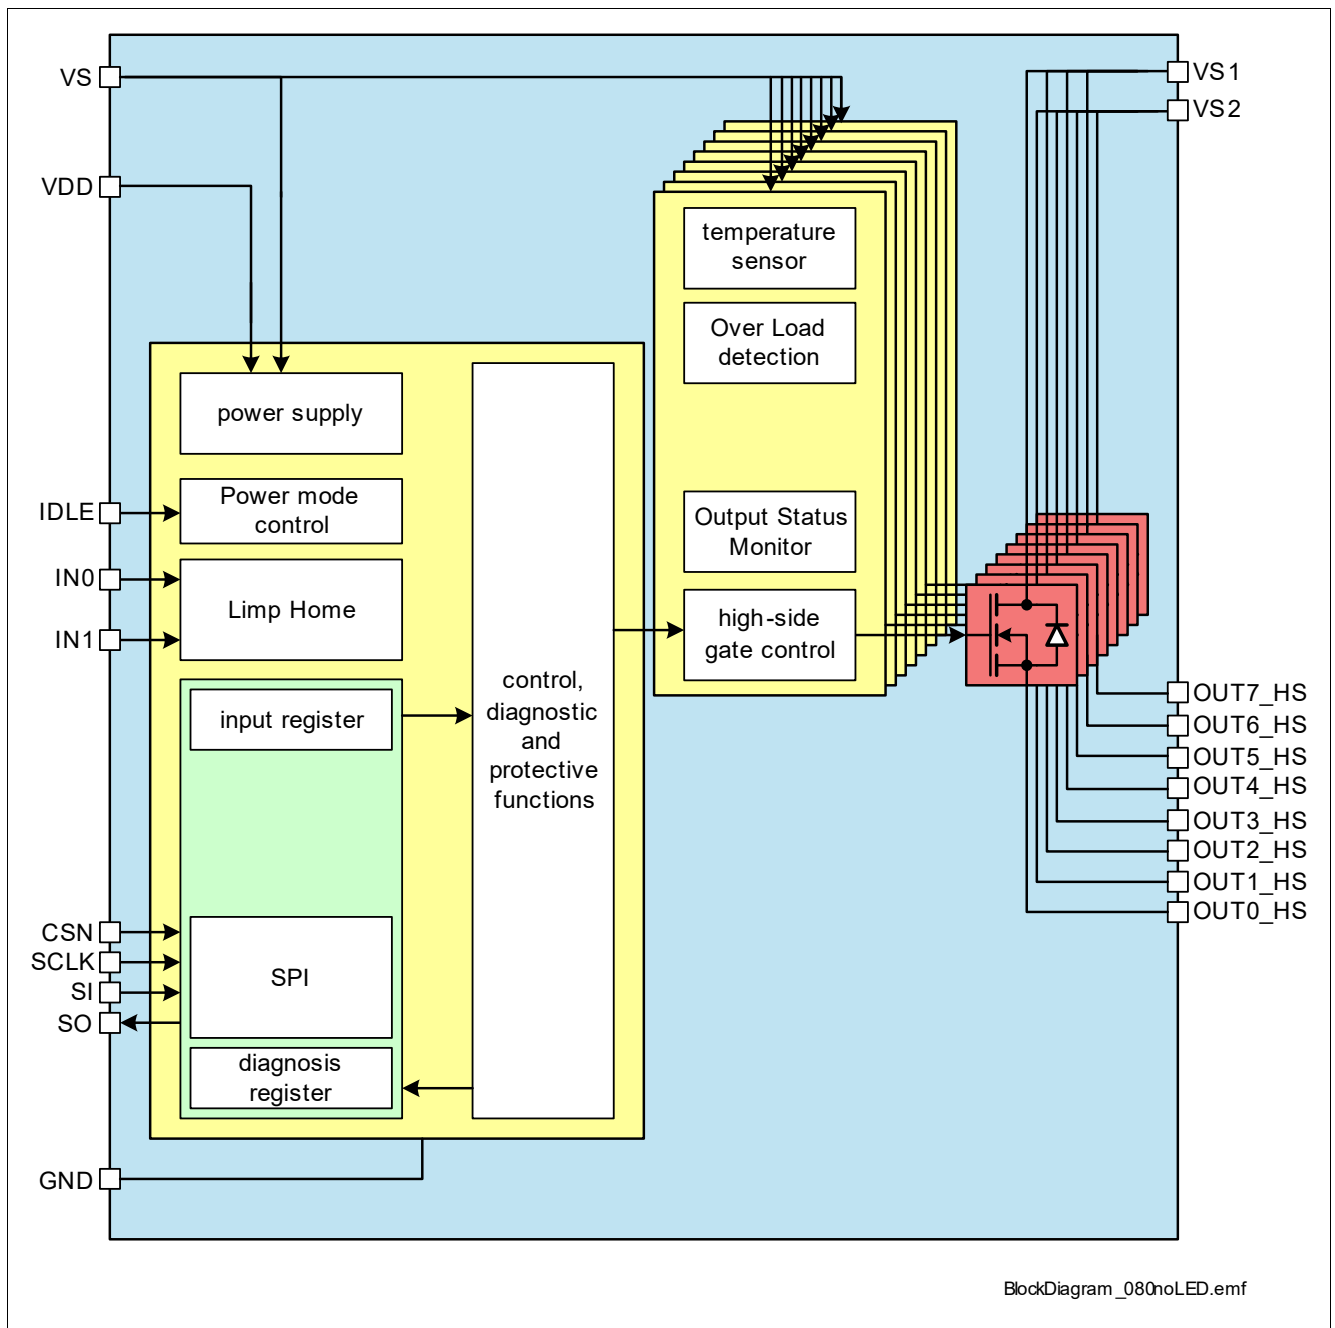 VS
VS1
VS2
VDD
temperature
sensor
Over Load
detection
power supply
IDLE
Power mode
control
Output Status
Monitor
IN0
Limp Home
IN1
high-side
gate control
input register
control,
diagnostic
and
protective
functions
OUT7_HS
OUT6_HS
OUT5_HS
OUT4_HS
OUT3_HS
OUT2_HS
OUT1_HS
OUT0_HS
CSN
SCLK
SI
SO
SPI
diagnosis
register
GND
BlockDiagram_080noLED.emf